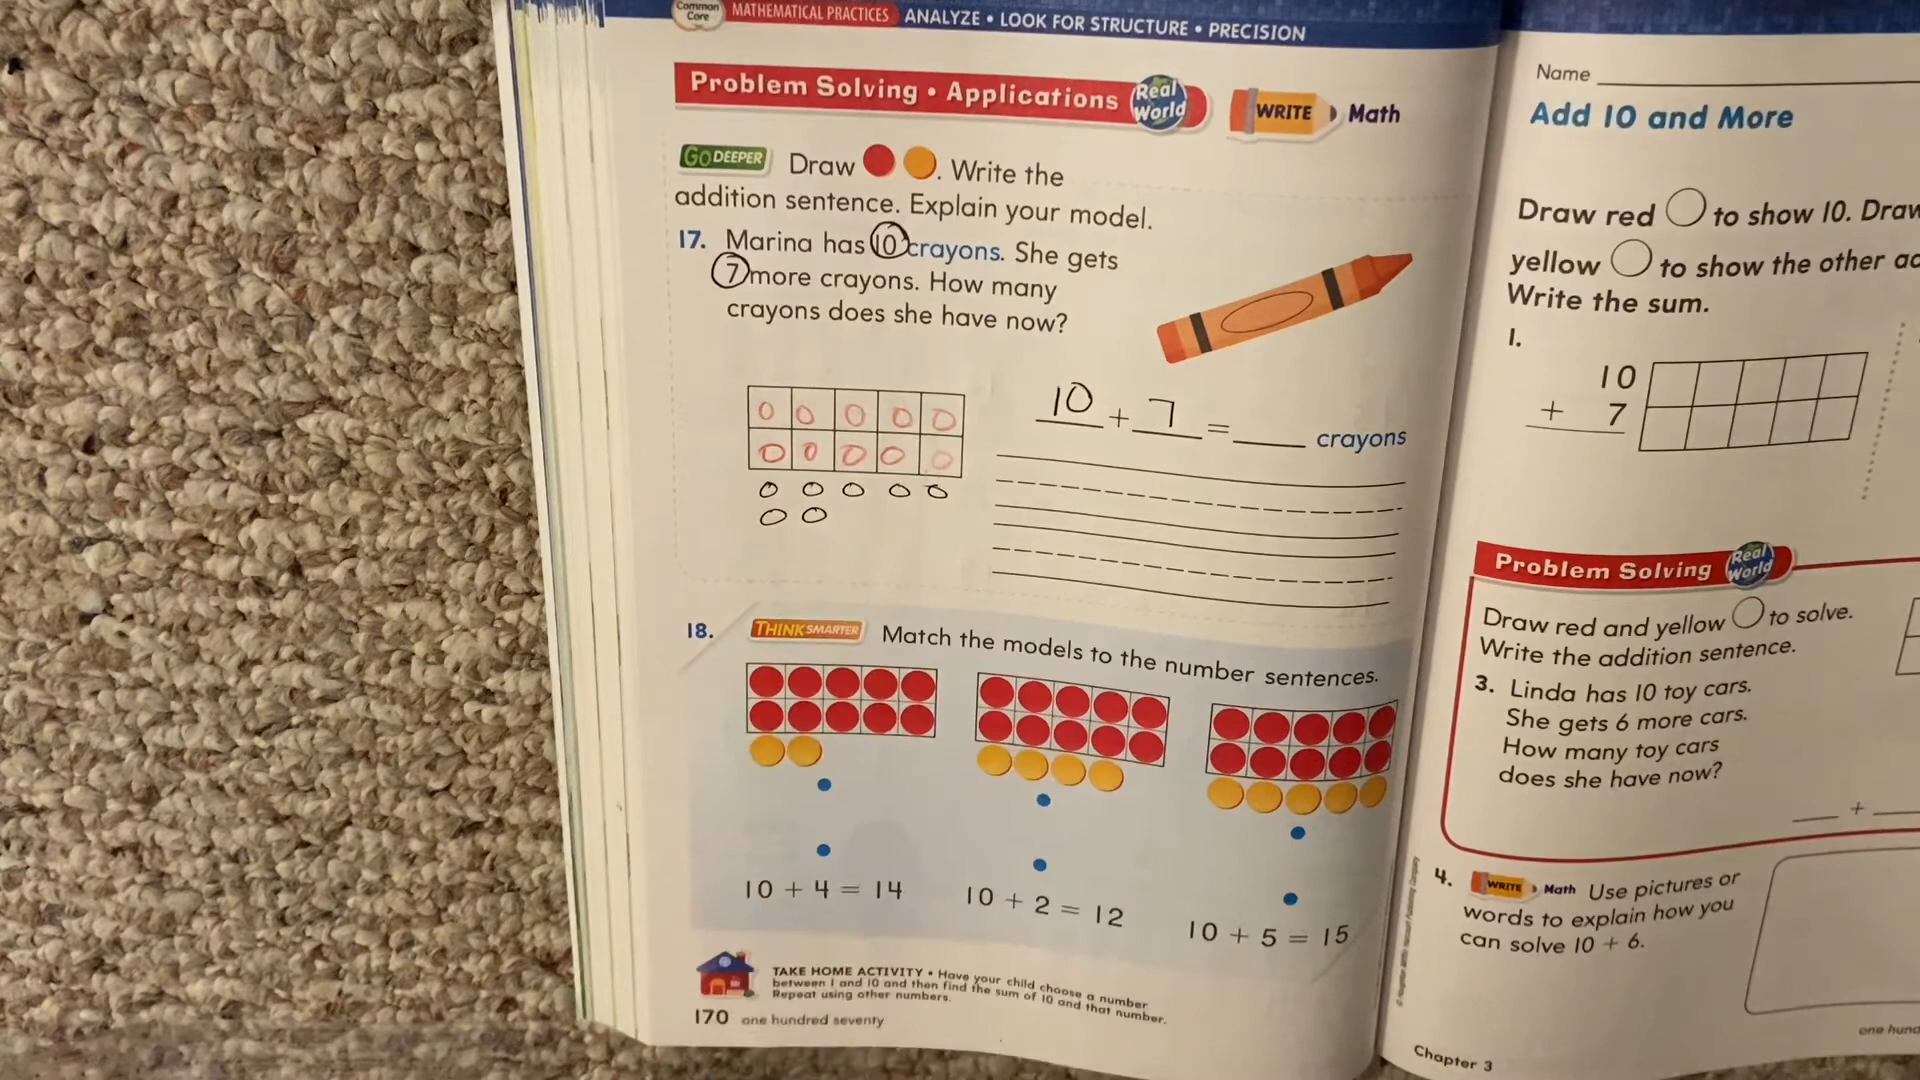 Common Core MATHEMATICAL PRACTICES ANALYZE • LOOK FOR STRUCTURE • PRECISION
Problem Solving • Applications Real World WRITE Math
GO DEEPER Draw . Write the
addition sentence. Explain your model.
17. Marina has 10 crayons. She gets
7 more crayons. How many
crayons does she have now?
10 + 7 = ____ crayons
18. THINK SMARTER Match the models to the number sentences.
10 + 4 = 14
10 + 2 = 12
10 + 5 = 15
TAKE HOME ACTIVITY • Have your child choose a number
between 1 and 10 and then find the sum of 10 and that number.
Repeat using other numbers.
170 one hundred seventy
Name
Add 10 and More
Draw red to show 10. Draw
yellow to show the other
Write the sum.
1.
10
+ 7
Problem Solving Real World
Draw red and yellow to solve.
Write the addition sentence.
3. Linda has 10 toy cars.
She gets 6 more cars.
How many toy cars
does she have now?
____ + ____
4. WRITE Math Use pictures or
words to explain how you
can solve 10 + 6.
Chapter 3
one